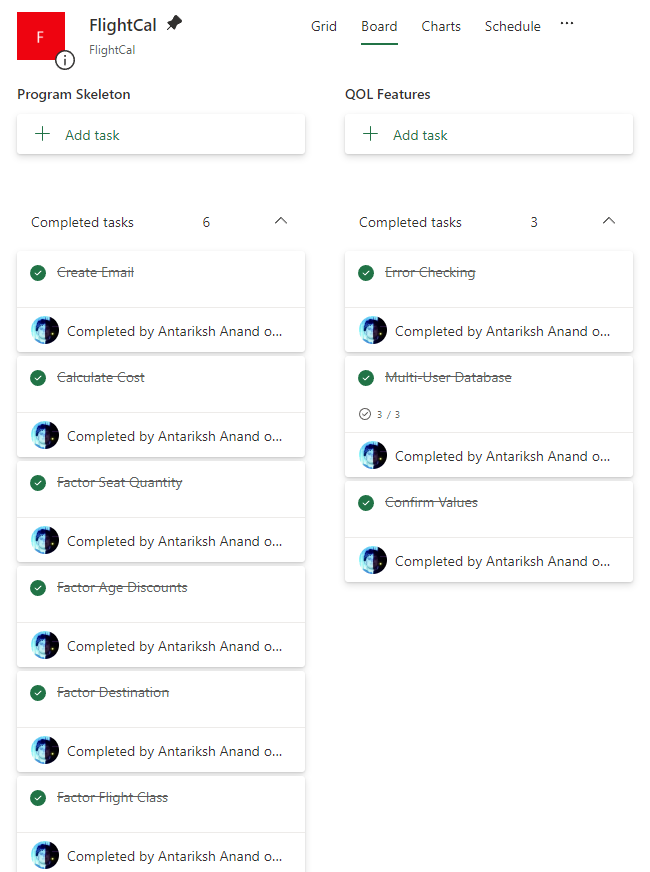 F
FlightCal
FlightCal
Grid Board Charts Schedule ...
Program Skeleton
Add task
Completed tasks 6
Create Email
Completed by Antariksh Anand o...
Calculate Cost
Completed by Antariksh Anand o...
Factor Seat Quantity
Completed by Antariksh Anand o...
Factor Age Discounts
Completed by Antariksh Anand o...
Factor Destination
Completed by Antariksh Anand o...
Factor Flight Class
Completed by Antariksh Anand o...
QOL Features
Add task
Completed tasks 3
Error Checking
Completed by Antariksh Anand o...
Multi-User Database
3 / 3
Completed by Antariksh Anand o...
Confirm Values
Completed by Antariksh Anand o...